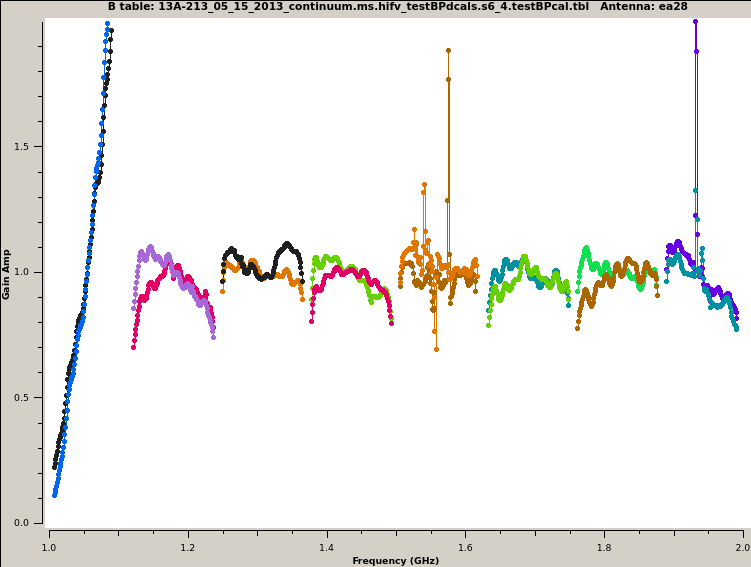 B table: 13A-213_05_15_2013_continuum.ms.hifv_testBPdcals.s6_4.testBPcal.tbl   Antenna: ea28
1.5
1.0
0.5
0.0
Gain Amp
1.0 1.2 1.4 1.6 1.8 2.0
Frequency (GHz)